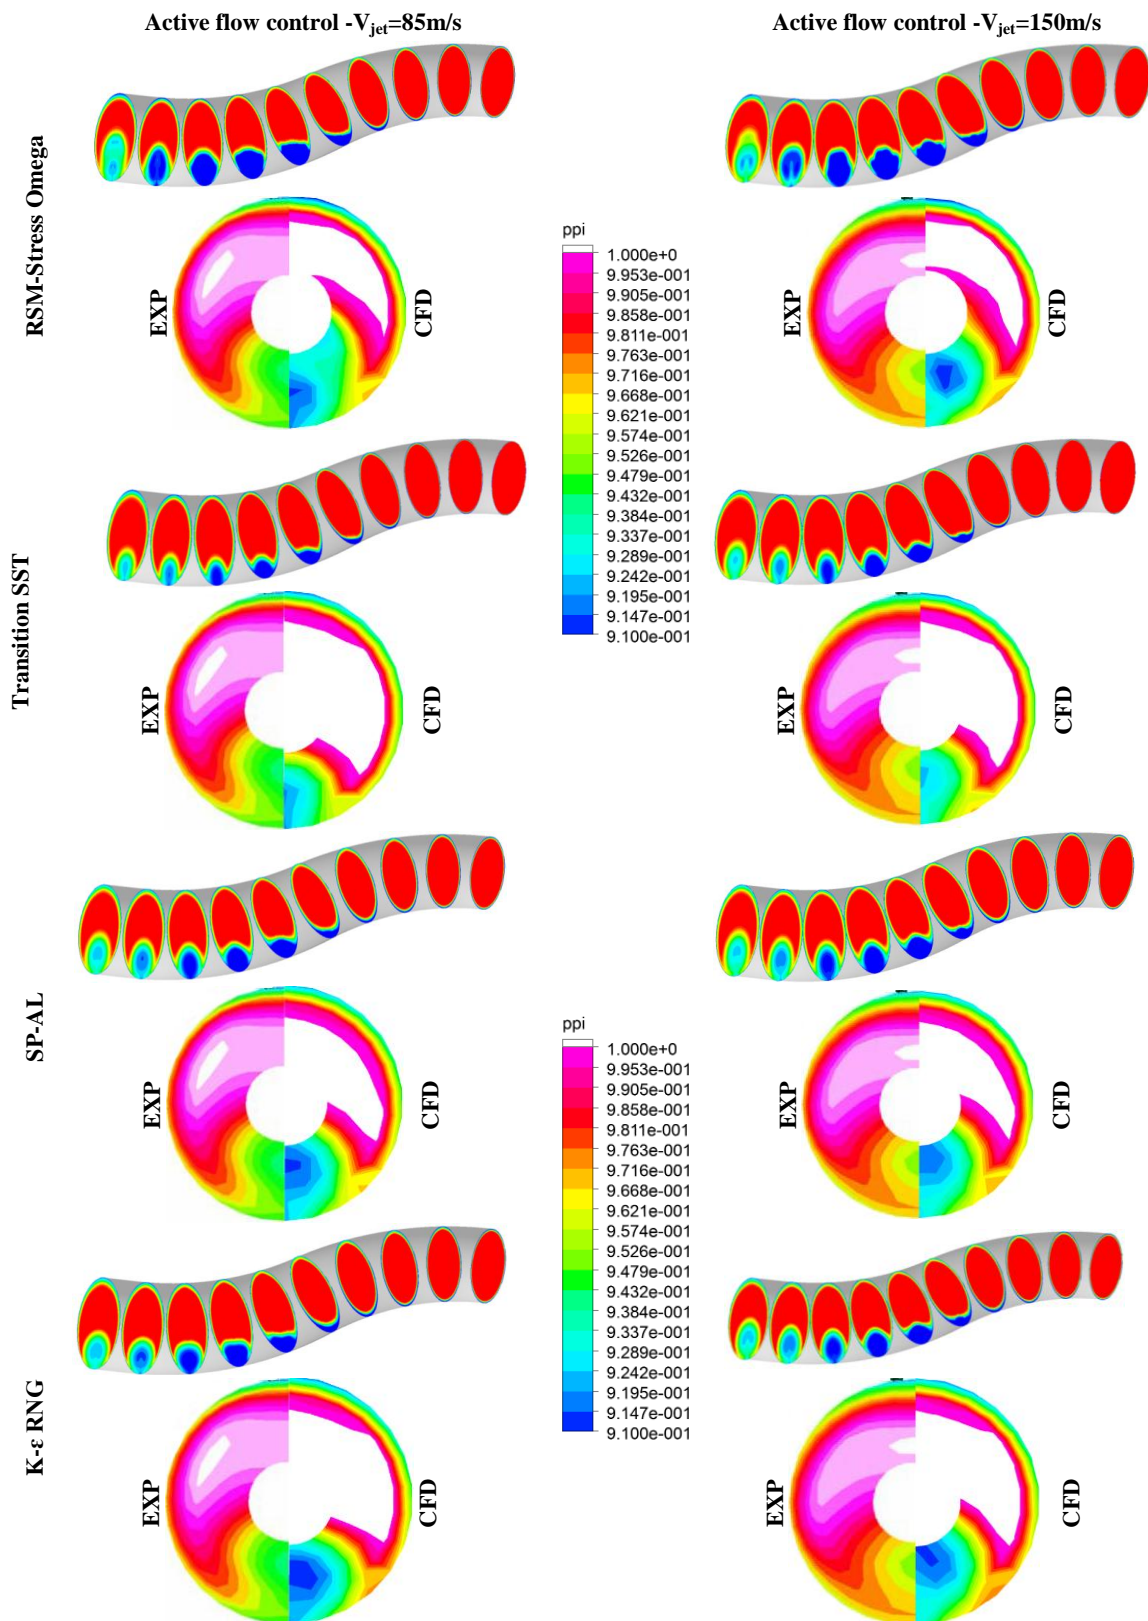 Active flow control -Vjet=85m/s
Active flow control -Vjet=150m/s
RSM-Stress Omega
EXP
CFD
ppi
1.000e+0
9.953e-001
9.905e-001
9.858e-001
9.811e-001
9.763e-001
9.716e-001
9.668e-001
9.621e-001
9.574e-001
9.526e-001
9.479e-001
9.432e-001
9.384e-001
9.337e-001
9.289e-001
9.242e-001
9.195e-001
9.147e-001
9.100e-001
EXP
CFD
Transition SST
EXP
CFD
EXP
CFD
SP-AL
EXP
CFD
ppi
1.000e+0
9.953e-001
9.905e-001
9.858e-001
9.811e-001
9.763e-001
9.716e-001
9.668e-001
9.621e-001
9.574e-001
9.526e-001
9.479e-001
9.432e-001
9.384e-001
9.337e-001
9.289e-001
9.242e-001
9.195e-001
9.147e-001
9.100e-001
EXP
CFD
K-ε RNG
EXP
CFD
EXP
CFD